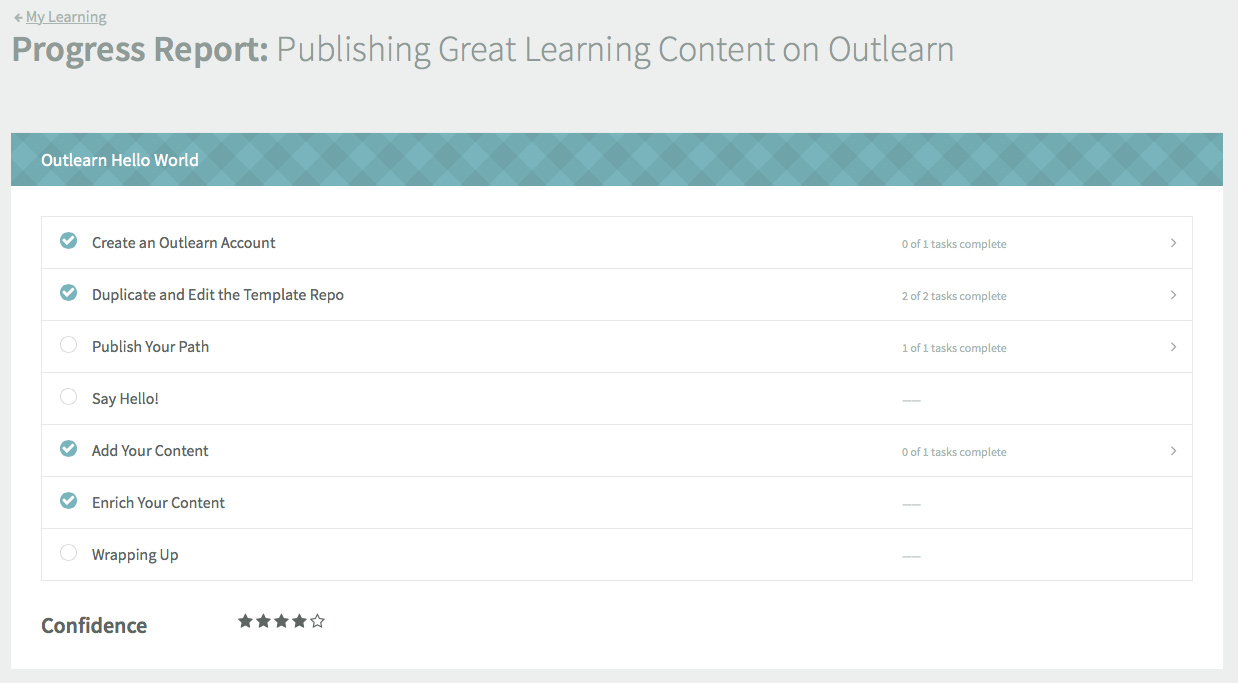 My Learning
Progress Report: Publishing Great Learning Content on Outlearn
Outlearn Hello World
Create an Outlearn Account 0 of 1 tasks complete
Duplicate and Edit the Template Repo 2 of 2 tasks complete
Publish Your Path 1 of 1 tasks complete
Say Hello! —
Add Your Content 0 of 1 tasks complete
Enrich Your Content —
Wrapping Up —
Confidence